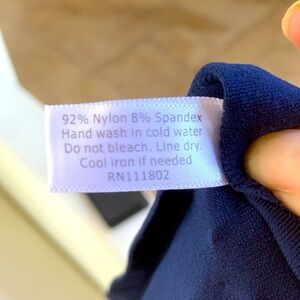 92% Nylon 8% Spandex
Hand wash in cold water
Do not bleach. Line dry.
Cool iron if needed
RN111802